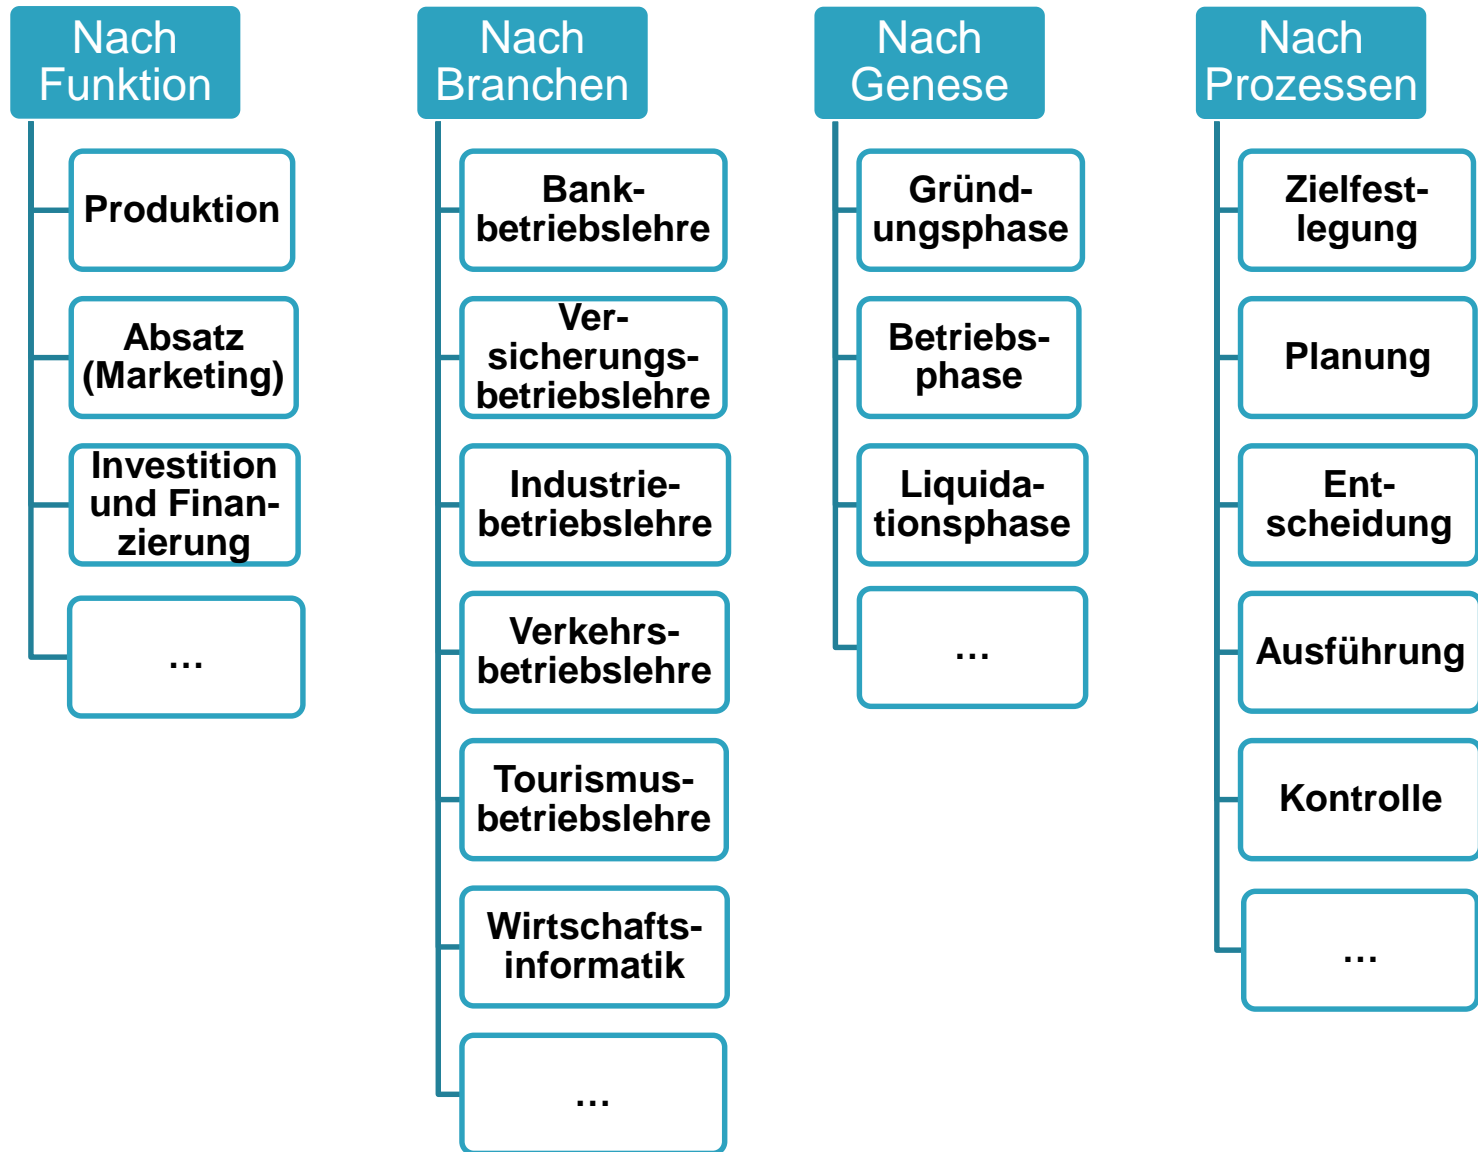 Nach
Funktion
Produktion
Absatz
(Marketing)
Investition
und Finan-
zierung
…
Nach
Branchen
Bank-
betriebslehre
Ver-
sicherungs-
betriebslehre
Industrie-
betriebslehre
Verkehrs-
betriebslehre
Tourismus-
betriebslehre
Wirtschafts-
informatik
…
Nach
Genese
Gründ-
ungsphase
Betriebs-
phase
Liquida-
tionsphase
…
Nach
Prozessen
Zielfest-
legung
Planung
Ent-
scheidung
Ausführung
Kontrolle
…